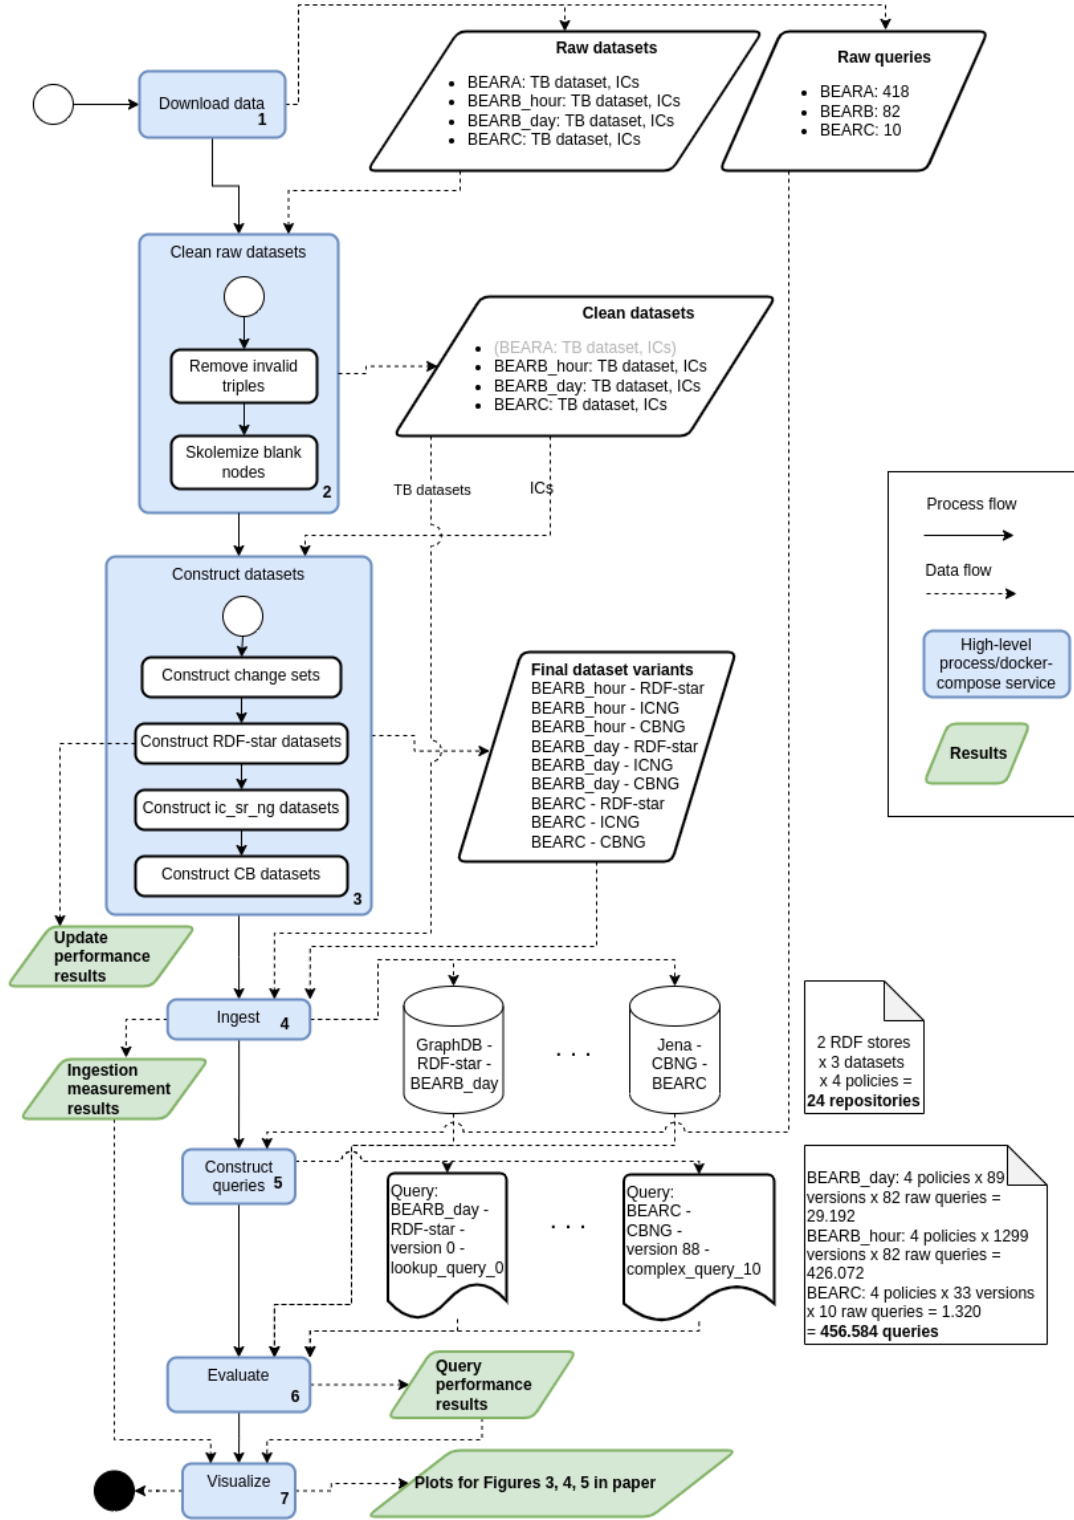 Raw datasets
BEARA: TB dataset, ICs
BEARB_hour: TB dataset, ICs
BEARB_day: TB dataset, ICs
BEARC: TB dataset, ICs
Raw queries
BEARA: 418
BEARB: 82
BEARC: 10
Download data
1
Clean raw datasets
Remove invalid
triples
Skolemize blank
nodes
2
Clean datasets
(BEARA: TB dataset, ICs)
BEARB_hour: TB dataset, ICs
BEARB_day: TB dataset, ICs
BEARC: TB dataset, ICs
TB datasets
ICs
Process flow
Data flow
High-level
process/docker-
compose service
Results
Construct datasets
Construct change sets
Construct RDF-star datasets
Construct ic_sr_ng datasets
Construct CB datasets
3
Final dataset variants
BEARB_hour - RDF-star
BEARB_hour - ICNG
BEARB_hour - CBNG
BEARB_day - RDF-star
BEARB_day - ICNG
BEARB_day - CBNG
BEARC - RDF-star
BEARC - ICNG
BEARC - CBNG
Update
performance
results
Ingest
4
GraphDB -
RDF-star -
BEARB_day
. . .
Jena -
CBNG -
BEARC
2 RDF stores
x 3 datasets
x 4 policies =
24 repositories
Ingestion
measurement
results
Construct
queries
5
Query:
BEARB_day -
RDF-star -
version 0 -
lookup_query_0
. . .
Query:
BEARC -
CBNG -
version 88 -
complex_query_10
BEARB_day: 4 policies x 89
versions x 82 raw queries =
29.192
BEARB_hour: 4 policies x 1299
versions x 82 raw queries =
426.072
BEARC: 4 policies x 33 versions
x 10 raw queries = 1.320
= 456.584 queries
Evaluate
6
Query
performance
results
Visualize
7
Plots for Figures 3, 4, 5 in paper